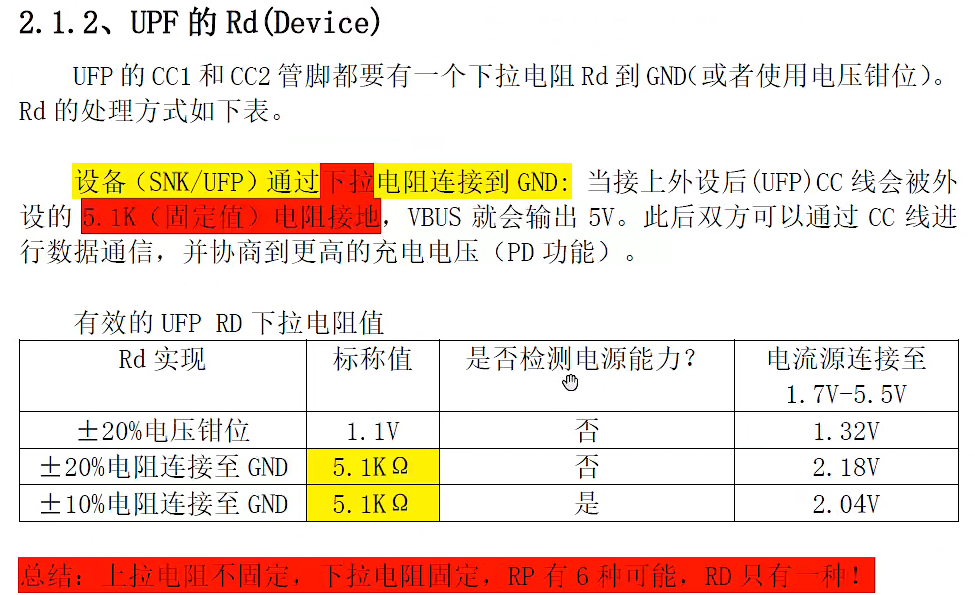 2.1.2、UPF 的 Rd(Device)
UFP 的 CC1 和 CC2 管脚都要有一个下拉电阻 Rd 到 GND(或者使用电压钳位)。
Rd 的处理方式如下表。
设备（SNK/UFP）通过下拉电阻连接到 GND: 当接上外设后(UFP)CC 线会被外
设的 5.1K（固定值）电阻接地，VBUS 就会输出 5V。此后双方可以通过 CC 线进
行数据通信，并协商到更高的充电电压（PD 功能）。
有效的 UFP RD 下拉电阻值
Rd 实现 标称值 是否检测电源能力? 电流源连接至
1.7V-5.5V
±20%电压钳位 1.1V 否 1.32V
±20%电阻连接至 GND 5.1KΩ 否 2.18V
±10%电阻连接至 GND 5.1KΩ 是 2.04V
总结：上拉电阻不固定，下拉电阻固定，RP 有 6 种可能，RD 只有一种！